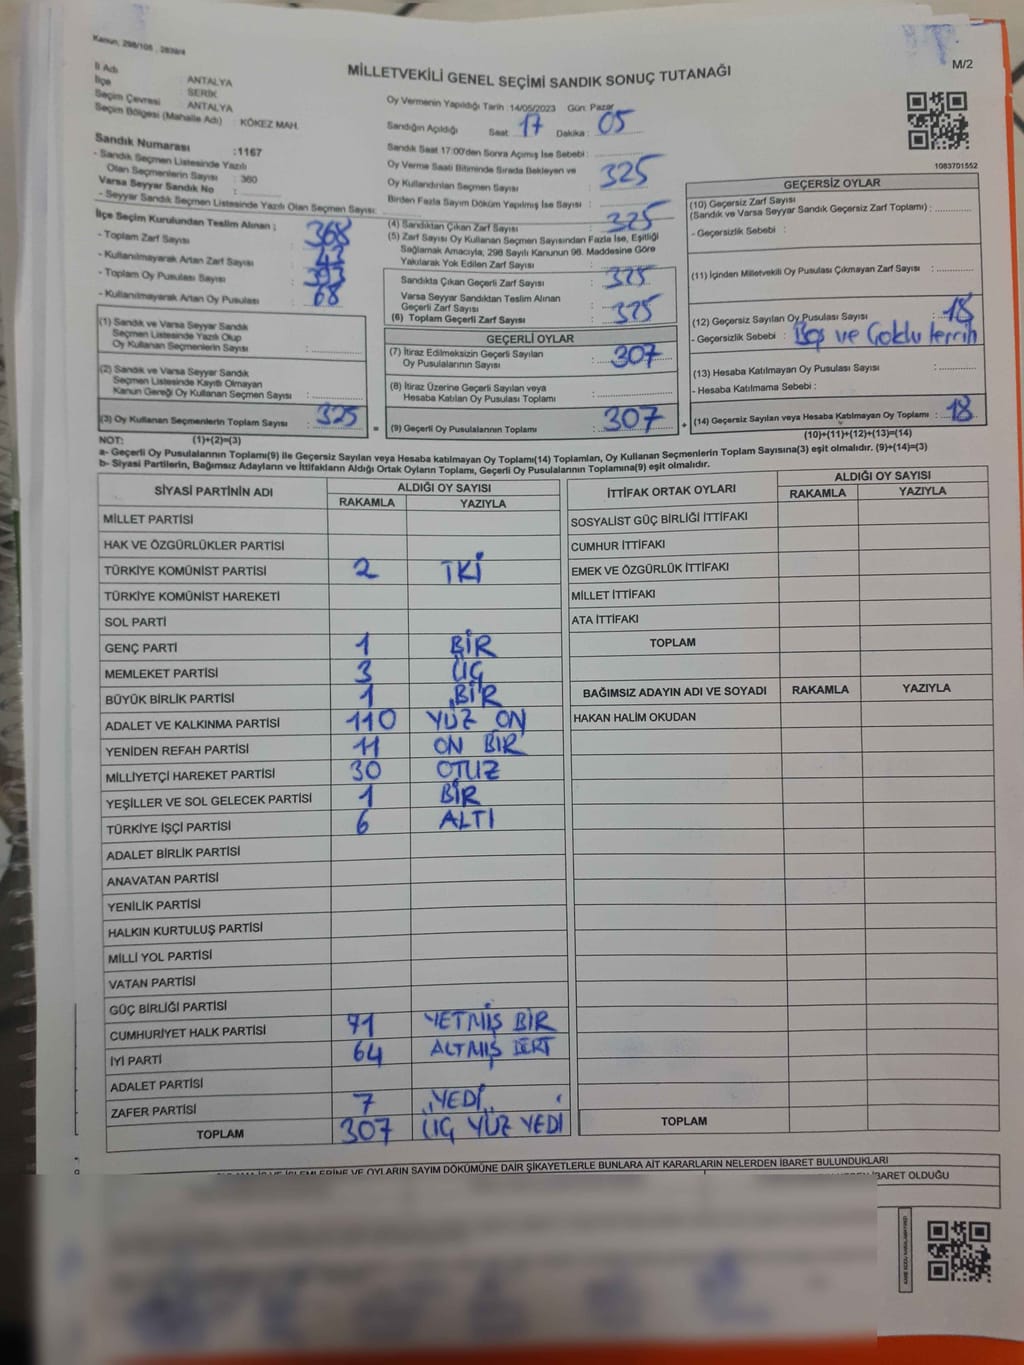 Kanun, 298/105 , 2839/4
MİLLETVEKİLİ GENEL SEÇİMİ SANDIK SONUÇ TUTANAĞI
M/2
İl Adı : ANTALYA
İlçe : SERİK
Seçim Çevresi : ANTALYA
Seçim Bölgesi (Mahalle Adı) : KÖKEZ MAH.
Sandık Numarası : 1167
- Sandık Seçmen Listesinde Yazılı
Olan Seçmenlerin Sayısı : 360
Varsa Seyyar Sandık No :
- Seyyar Sandık Seçmen Listesinde Yazılı Olan Seçmen Sayısı:
İlçe Seçim Kurulundan Teslim Alınan ;
- Toplam Zarf Sayısı : 368
- Kullanılmayarak Artan Zarf Sayısı :
- Toplam Oy Pusulası Sayısı :
- Kullanılmayarak Artan Oy Pusulası : 68
(1) Sandık ve Varsa Seyyar Sandık
Seçmen Listesinde Yazılı Olup
Oy Kullanan Seçmenlerin Sayısı :
(2) Sandık ve Varsa Seyyar Sandık
Seçmen Listesinde Kayıtlı Olmayan
Kanun Gereği Oy Kullanan Seçmen Sayısı :
(3) Oy Kullanan Seçmenlerin Toplam Sayısı : 325
Oy Vermenin Yapıldığı Tarih : 14/05/2023 Gün: Pazar
Sandığın Açıldığı Saat : 17 Dakika : 05
Sandık Saat 17:00'den Sonra Açmış İse Sebebi :
Oy Verme Saati Bitiminde Sırada Bekleyen ve
Oy Kullandırılan Seçmen Sayısı : 325
Birden Fazla Sayım Döküm Yapılmış İse Sayısı :
(4) Sandıktan Çıkan Zarf Sayısı : 325
(5) Zarf Sayısı Oy Kullanan Seçmen Sayısından Fazla İse, Eşitliği
Sağlamak Amacıyla, 298 Sayılı Kanunun 98. Maddesine Göre
Yakılarak Yok Edilen Zarf Sayısı :
Sandıkta Çıkan Geçerli Zarf Sayısı : 325
Varsa Seyyar Sandıktan Teslim Alınan
Geçerli Zarf Sayısı :
(6) Toplam Geçerli Zarf Sayısı : 325
GEÇERLİ OYLAR
(7) İtiraz Edilmeksizin Geçerli Sayılan
Oy Pusulalarının Sayısı : 307
(8) İtiraz Üzerine Geçerli Sayılan veya
Hesaba Katılan Oy Pusulası Toplamı :
(9) Geçerli Oy Pusulalarının Toplamı : 307
1083701552
GEÇERSİZ OYLAR
(10) Geçersiz Zarf Sayısı
(Sandık ve Varsa Seyyar Sandık Geçersiz Zarf Toplamı) :
- Geçersizlik Sebebi :
(11) İçinden Milletvekili Oy Pusulası Çıkmayan Zarf Sayısı :
(12) Geçersiz Sayılan Oy Pusulası Sayısı : 18
- Geçersizlik Sebebi : Boş ve Çoklu tercih
(13) Hesaba Katılmayan Oy Pusulası Sayısı :
- Hesaba Katılmama Sebebi :
(14) Geçersiz Sayılan veya Hesaba Katılmayan Oy Toplamı : 18
NOT: (1)+(2)=(3)
(10)+(11)+(12)+(13)=(14)
a- Geçerli Oy Pusulalarının Toplamı(9) ile Geçersiz Sayılan veya Hesaba katılmayan Oy Toplamı(14) Toplamları, Oy Kullanan Seçmenlerin Toplam Sayısına(3) eşit olmalıdır. (9)+(14)=(3)
b- Siyasi Partilerin, Bağımsız Adayların ve İttifakların Aldığı Ortak Oyların Toplamı, Geçerli Oy Pusulalarının Toplamına(9) eşit olmalıdır.
SİYASİ PARTİNİN ADI ALDIĞI OY SAYISI
RAKAMLA YAZIYLA
MİLLET PARTİSİ
HAK VE ÖZGÜRLÜKLER PARTİSİ
TÜRKİYE KOMÜNİST PARTİSİ 2 İKİ
TÜRKİYE KOMÜNİST HAREKETİ
SOL PARTİ
GENÇ PARTİ 1 BİR
MEMLEKET PARTİSİ 3 ÜÇ
BÜYÜK BİRLİK PARTİSİ 1 BİR
ADALET VE KALKINMA PARTİSİ 110 YÜZ ON
YENİDEN REFAH PARTİSİ 11 ON BİR
MİLLİYETÇİ HAREKET PARTİSİ 30 OTUZ
YEŞİLLER VE SOL GELECEK PARTİSİ 1 BİR
TÜRKİYE İŞÇİ PARTİSİ 6 ALTI
ADALET BİRLİK PARTİSİ
ANAVATAN PARTİSİ
YENİLİK PARTİSİ
HALKIN KURTULUŞ PARTİSİ
MİLLİ YOL PARTİSİ
VATAN PARTİSİ
GÜÇ BİRLİĞİ PARTİSİ
CUMHURİYET HALK PARTİSİ 71 YETMİŞ BİR
İYİ PARTİ 64 ALTMIŞ DÖRT
ADALET PARTİSİ
ZAFER PARTİSİ 7 YEDİ
TOPLAM 307 ÜÇ YÜZ YEDİ
İTTİFAK ORTAK OYLARI ALDIĞI OY SAYISI
RAKAMLA YAZIYLA
SOSYALİST GÜÇ BİRLİĞİ İTTİFAKI
CUMHUR İTTİFAKI
EMEK VE ÖZGÜRLÜK İTTİFAKI
MİLLET İTTİFAKI
ATA İTTİFAKI
TOPLAM
BAĞIMSIZ ADAYIN ADI VE SOYADI RAKAMLA YAZIYLA
HAKAN HALİM OKUDAN
TOPLAM
OYLARIN SAYIM DÖKÜMÜNE DAİR ŞİKAYETLERLE BUNLARA AİT KARARLARIN NELERDEN İBARET BULUNDUKLARI
İBARET OLDUĞU